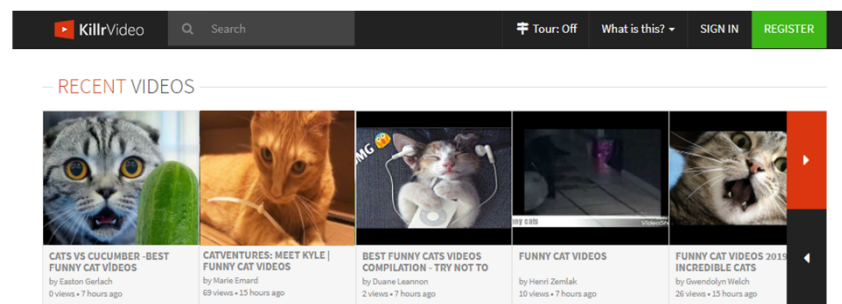 KillrVideo
Search
Tour: Off
What is this?
SIGN IN
REGISTER
RECENT VIDEOS
MG
ny cats
CATS VS CUCUMBER -BEST
FUNNY CAT VÍDEOS
by Easton Gerlach
0 views • 7 hours ago
CATVENTURES: MEET KYLE |
FUNNY CAT VIDEOS
by Marie Emard
69 views • 15 hours ago
BEST FUNNY CATS VIDEOS
COMPILATION - TRY NOT TO
by Duane Leannon
2 views • 7 hours ago
FUNNY CAT VIDEOS
by Henri Zemlak
10 views • 7 hours ago
FUNNY CAT VIDEOS 2019
INCREDIBLE CATS
by Gwendolyn Welch
26 views • 15 hours ago